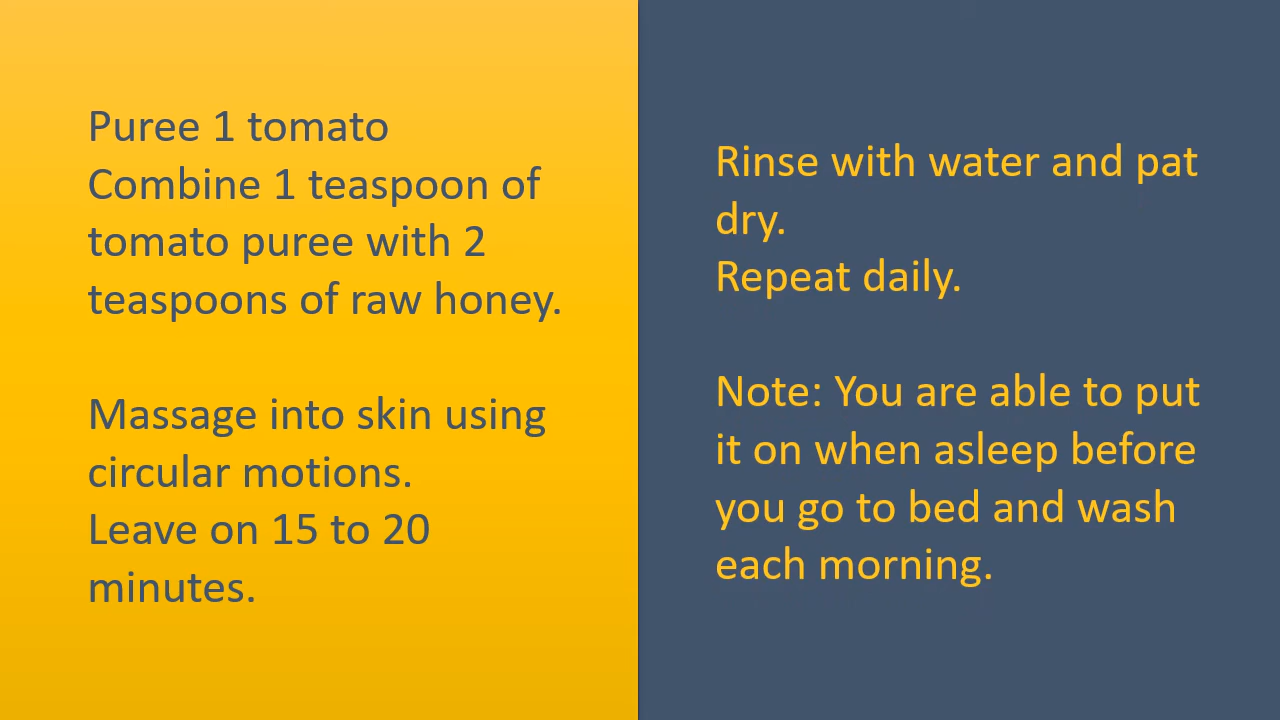 Puree 1 tomato
Combine 1 teaspoon of
tomato puree with 2
teaspoons of raw honey.
Massage into skin using
circular motions.
Leave on 15 to 20
minutes.
Rinse with water and pat
dry.
Repeat daily.
Note: You are able to put
it on when asleep before
you go to bed and wash
each morning.